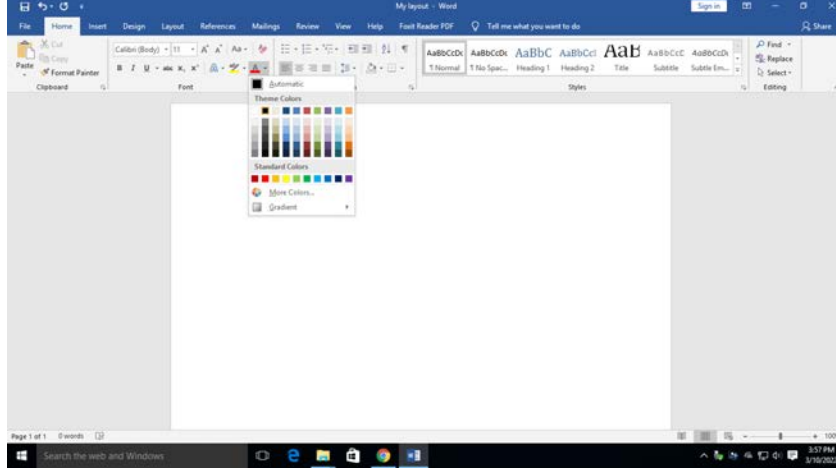 My layout - Word
Sign in
File Home Insert Design Layout References Mailings Review View Help Foxit Reader PDF Tell me what you want to do Share
Paste
Cut
Copy
Format Painter
Clipboard
Calibri (Body) 11 A A Aa
B I U abc X, X' A A
Font
AaBbCcDc AaBbCcDc AaBbC AaBbCcI AaB AaBbCcC AaBbCcDc
¶ Normal ¶ No Spac... Heading 1 Heading 2 Title Subtitle Subtle Em...
Styles
Find
Replace
Select
Editing
Automatic
Theme Colors
Standard Colors
More Colors...
Gradient
Page 1 of 1 0 words
100
Search the web and Windows
3:57 PM